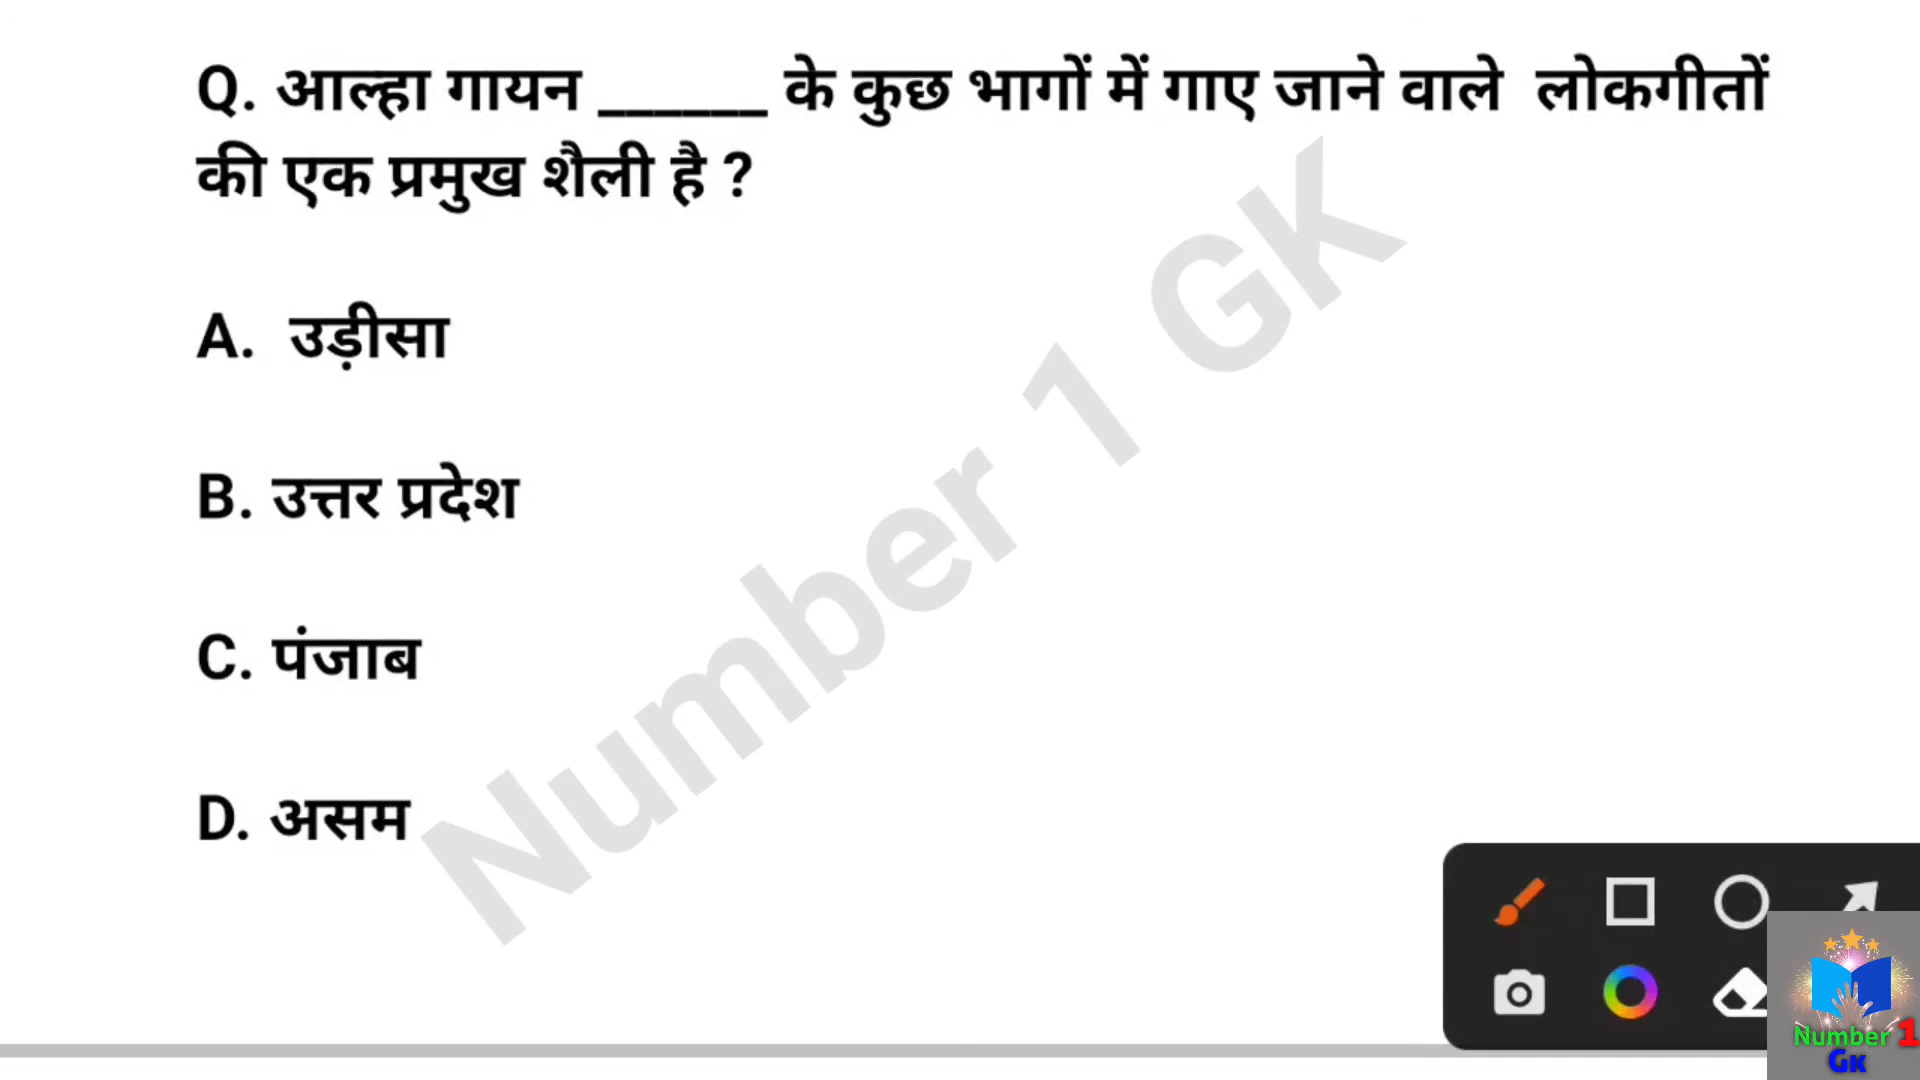 Q. आल्हा गायन ______ के कुछ भागों में गाए जाने वाले लोकगीतों
की एक प्रमुख शैली है ?
A. उड़ीसा
B. उत्तर प्रदेश
C. पंजाब
D. असम
Number 1 GK
Number 1
GK